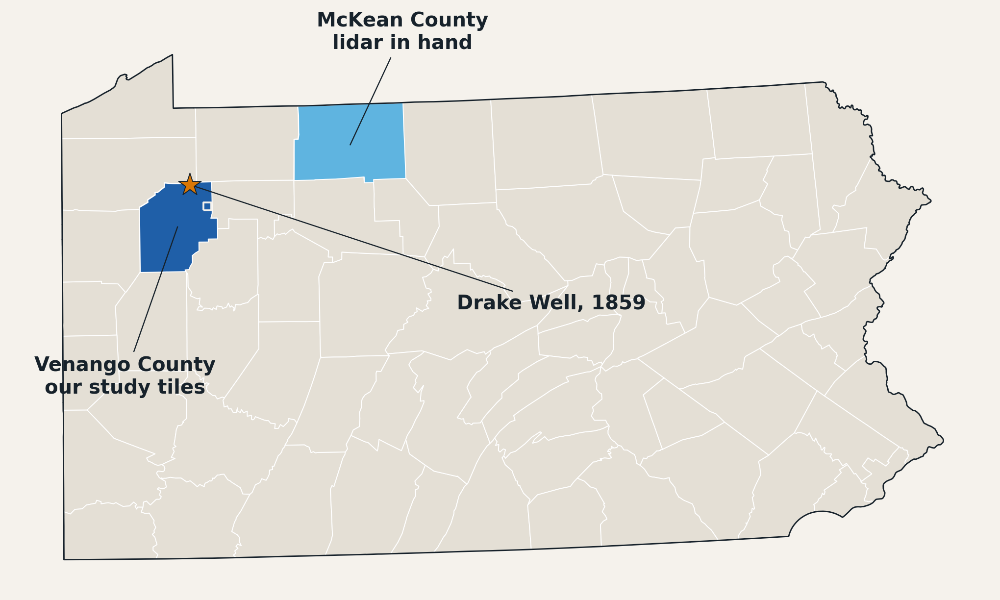 McKean County
lidar in hand
Drake Well, 1859
Venango County
our study tiles